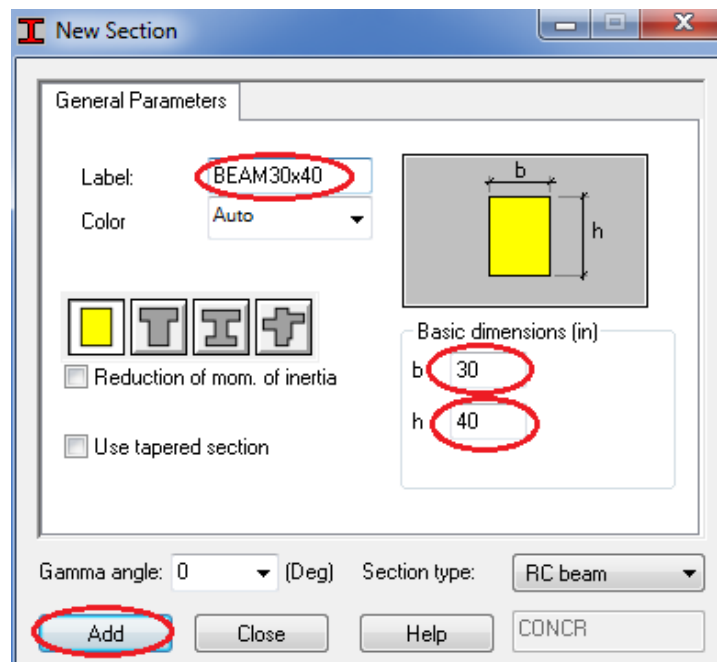 New Section
General Parameters
Label: BEAM30x40
Color Auto
b
h
Reduction of mom. of inertia
Use tapered section
Basic dimensions (in)
b 30
h 40
Gamma angle: 0 (Deg) Section type: RC beam
Add Close Help CONCR